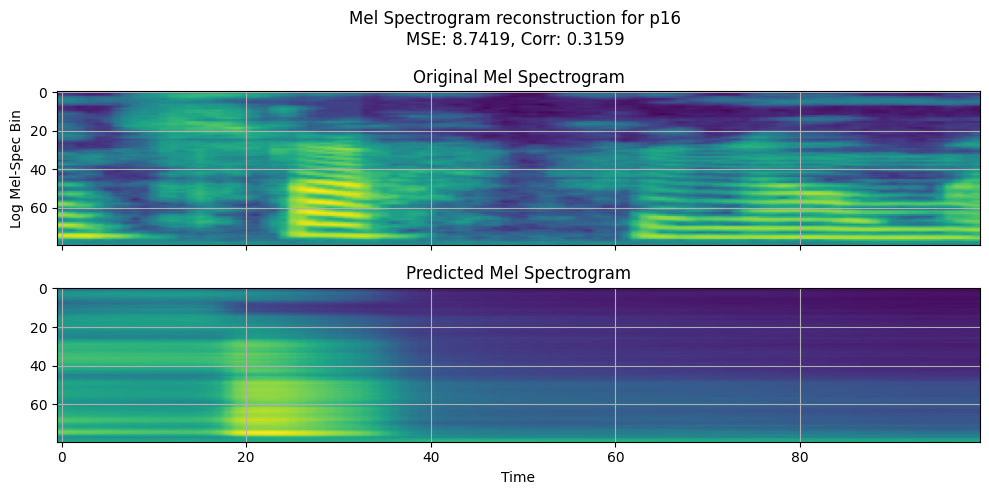 Mel Spectrogram reconstruction for p16
MSE: 8.7419, Corr: 0.3159
Original Mel Spectrogram
0
20
40
60
Log Mel-Spec Bin
Predicted Mel Spectrogram
0
20
40
60
0 20 40 60 80
Time